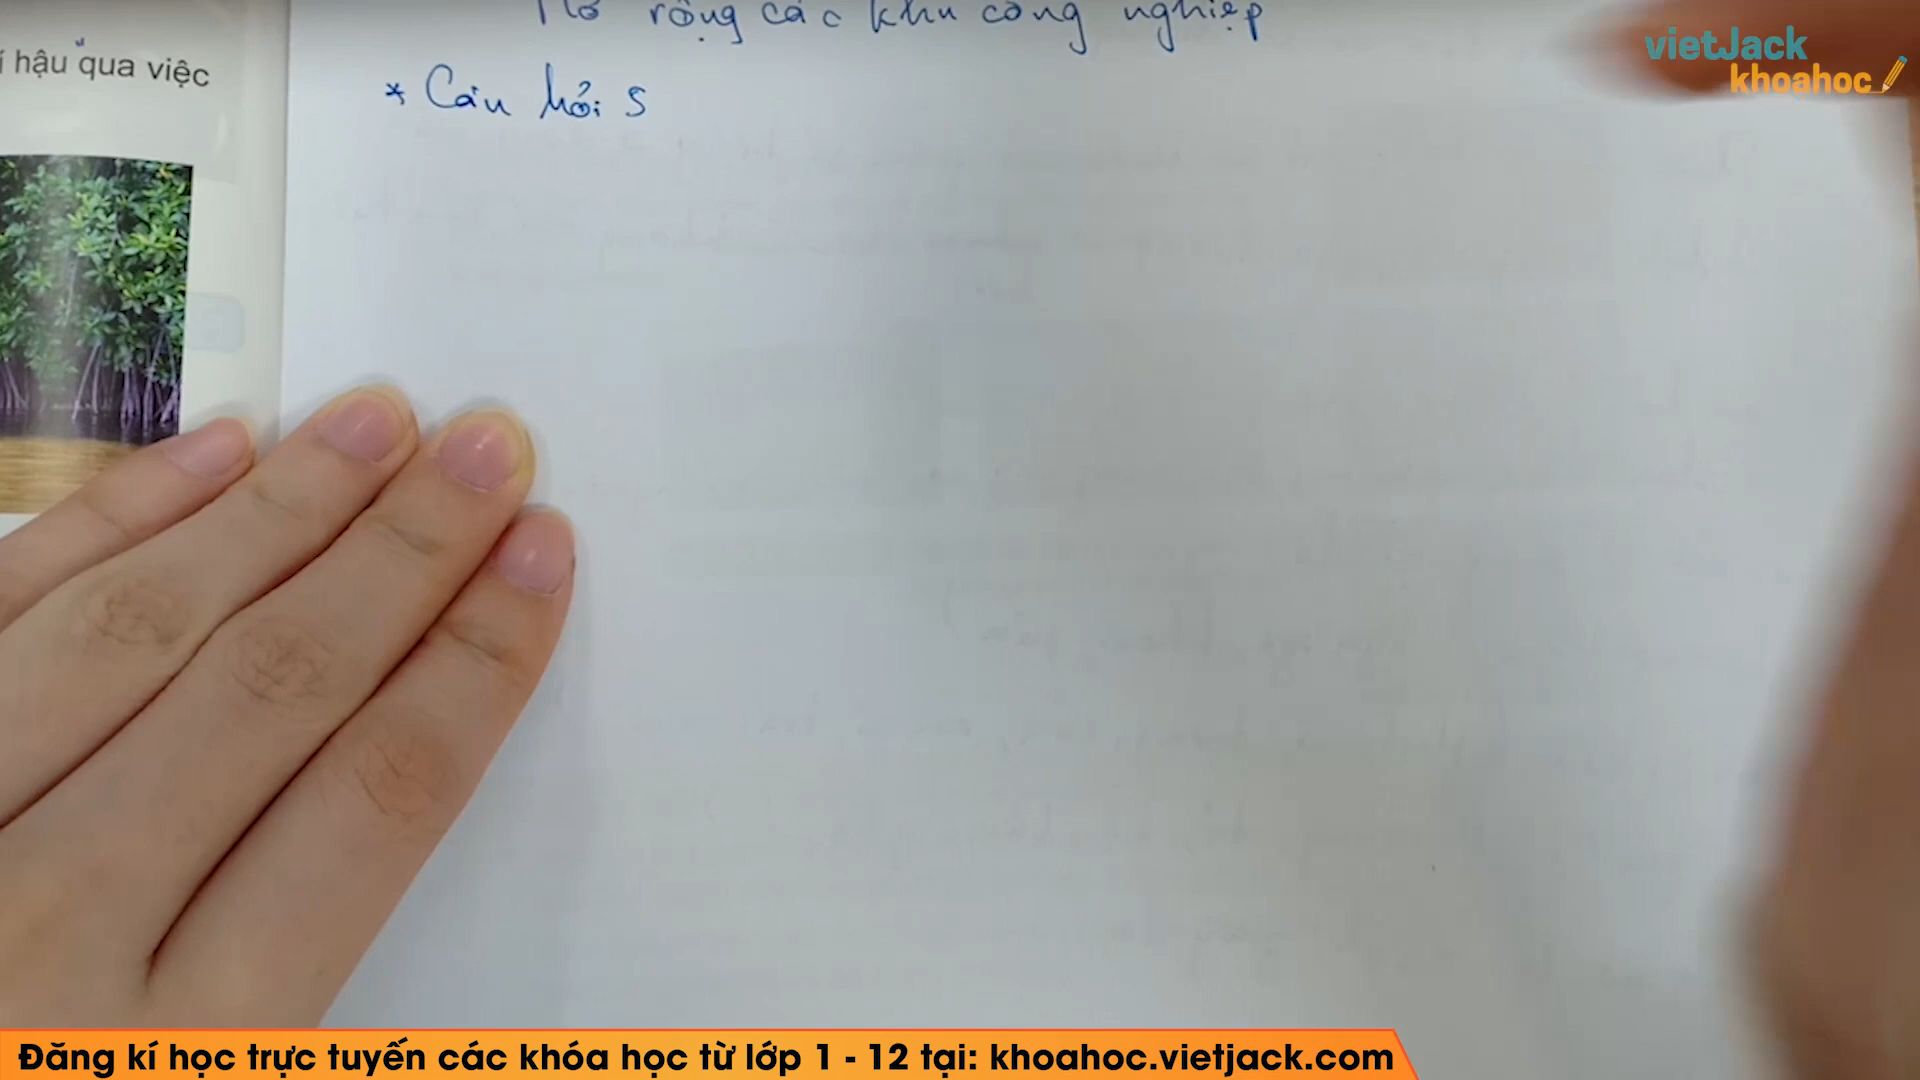 rộng các khu công nghiệp
í hậu qua việc
* Câu hỏi 5
vietJack
khoahoc
Đăng kí học trực tuyến các khóa học từ lớp 1 - 12 tại: khoahoc.vietjack.com